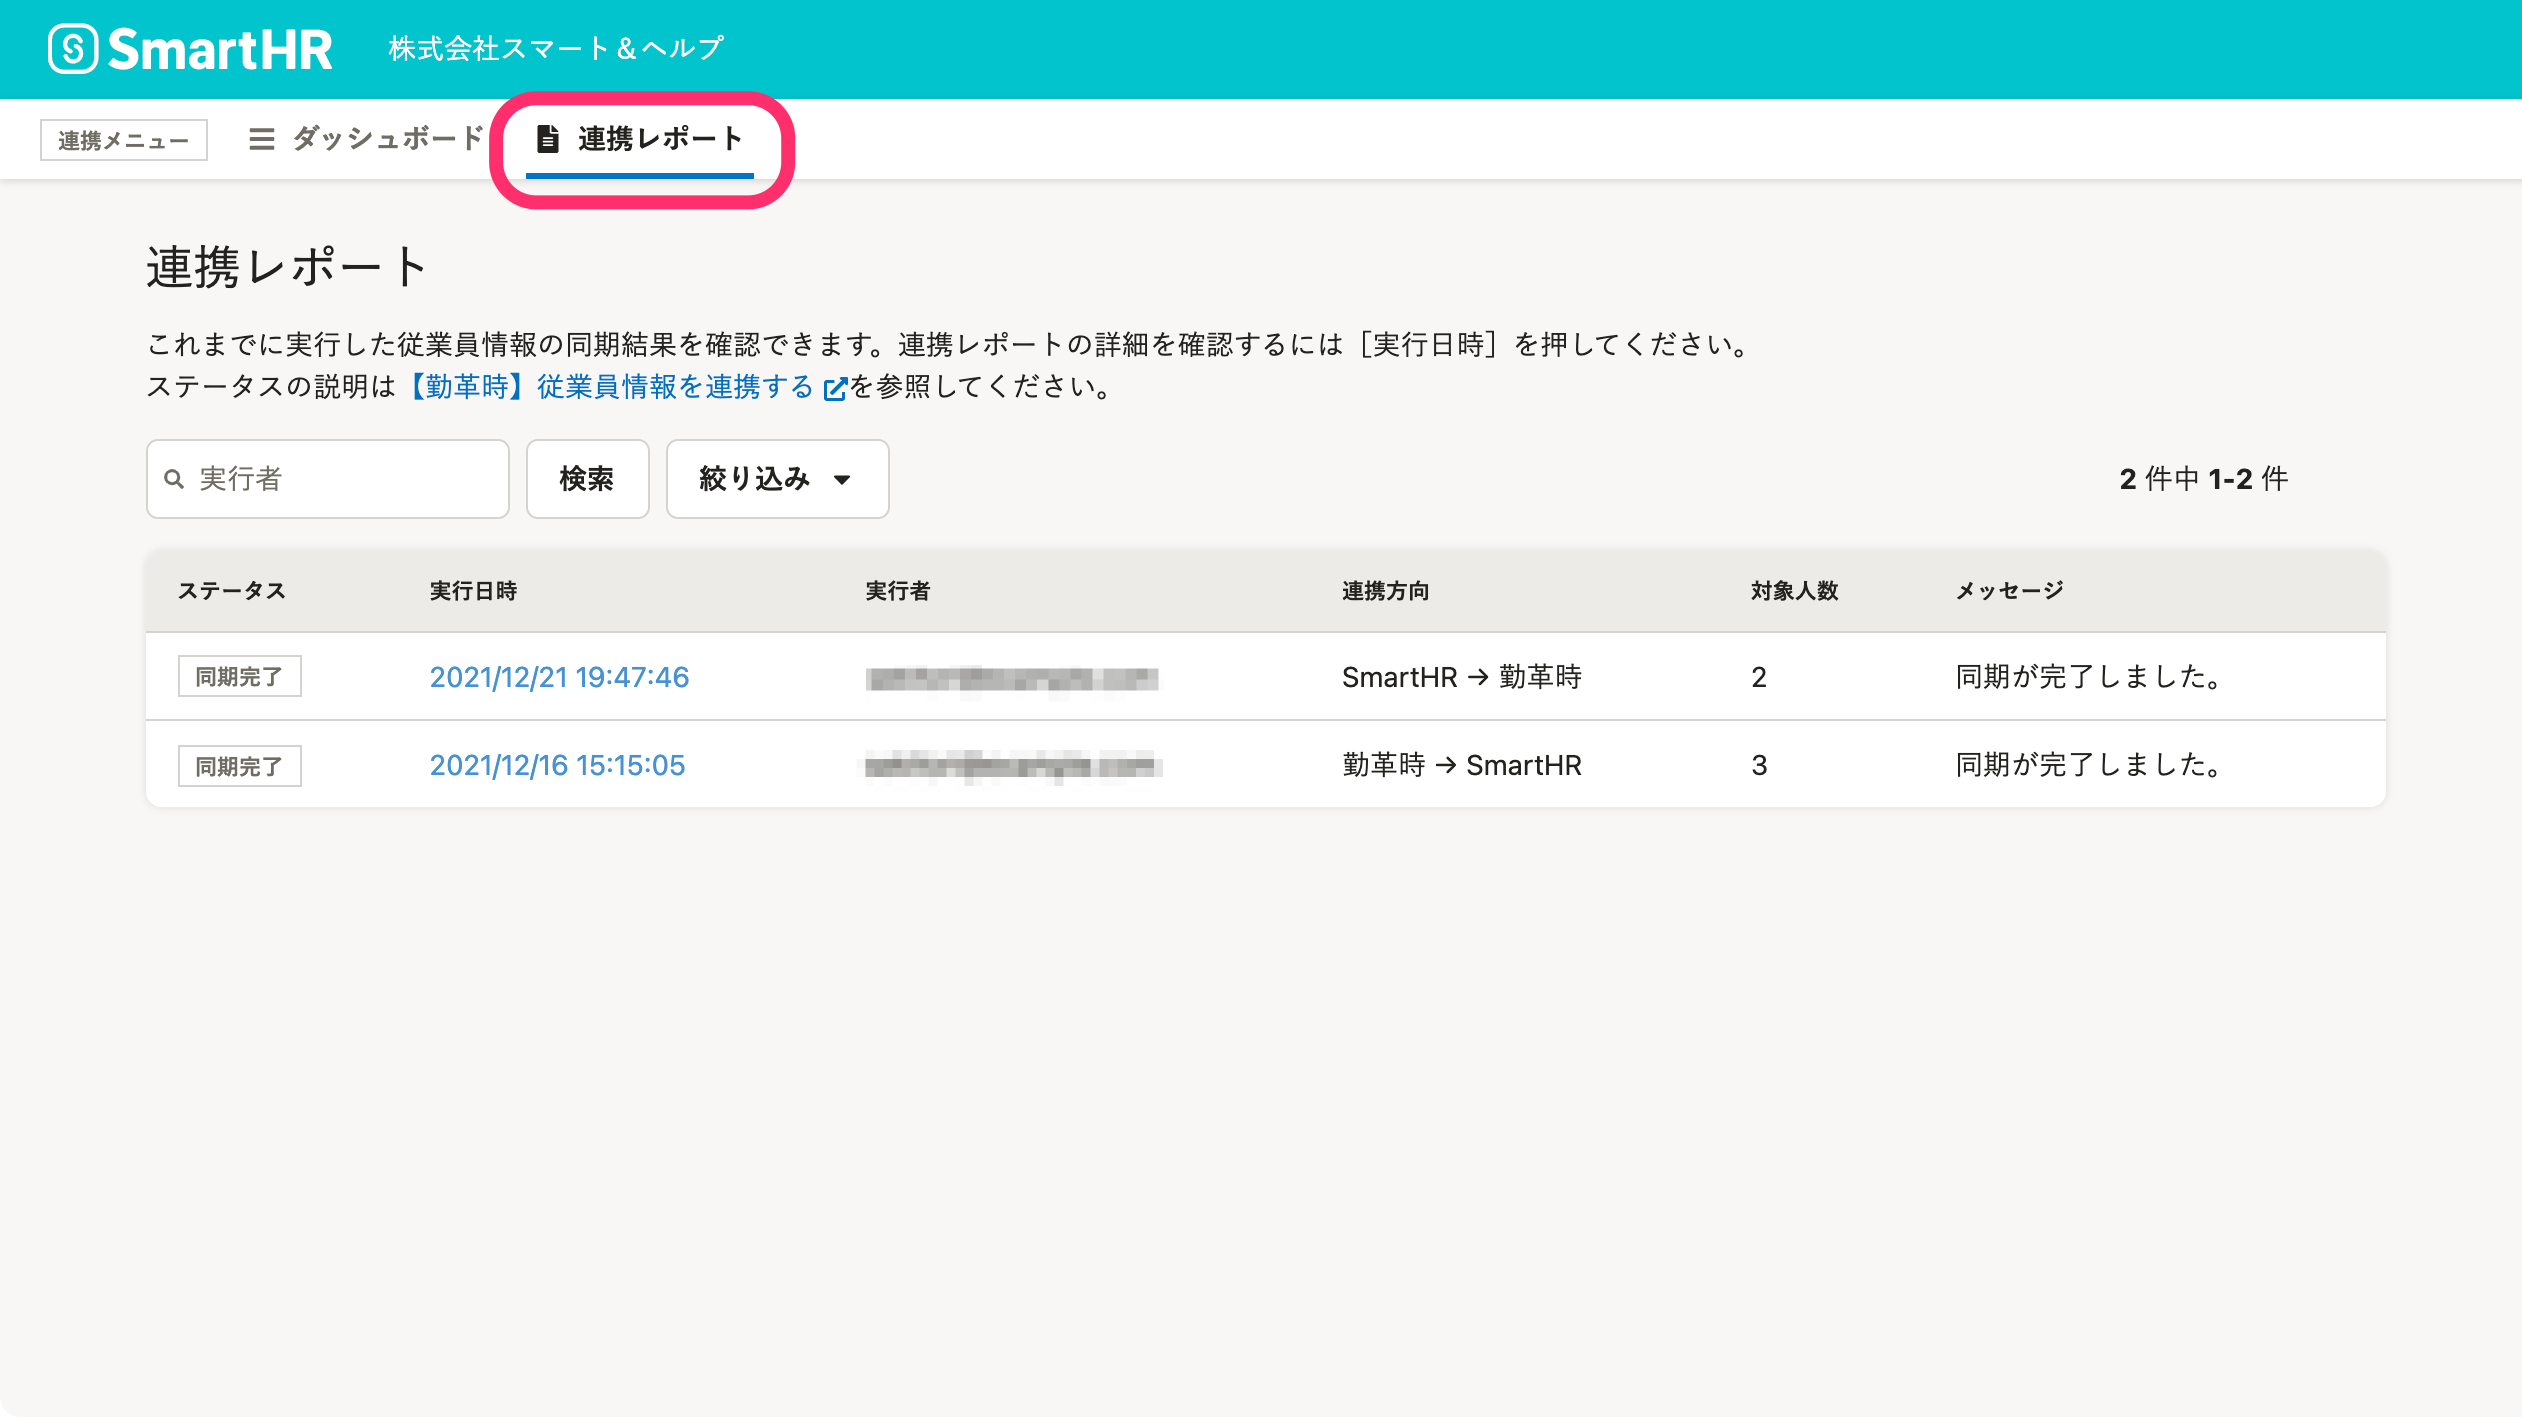 SmartHR 株式会社スマート＆ヘルプ
連携メニュー ダッシュボード 連携レポート
連携レポート
これまでに実行した従業員情報の同期結果を確認できます。連携レポートの詳細を確認するには［実行日時］を押してください。
ステータスの説明は【勤革時】従業員情報を連携する を参照してください。
実行者 検索 絞り込み 2 件中 1-2 件
ステータス 実行日時 実行者 連携方向 対象人数 メッセージ
同期完了 2021/12/21 19:47:46 SmartHR → 勤革時 2 同期が完了しました。
同期完了 2021/12/16 15:15:05 勤革時 → SmartHR 3 同期が完了しました。